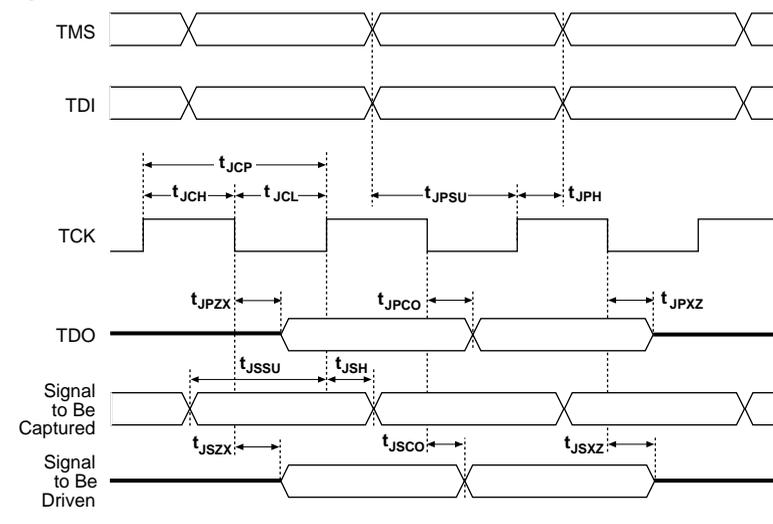 TMS
TDI
tJCP
tJCH
tJCL
tJPSU
tJPH
TCK
tJPZX
tJPCO
tJPXZ
TDO
tJSSU
tJSH
Signal
to Be
Captured
tJSZX
tJSCO
tJSXZ
Signal
to Be
Driven